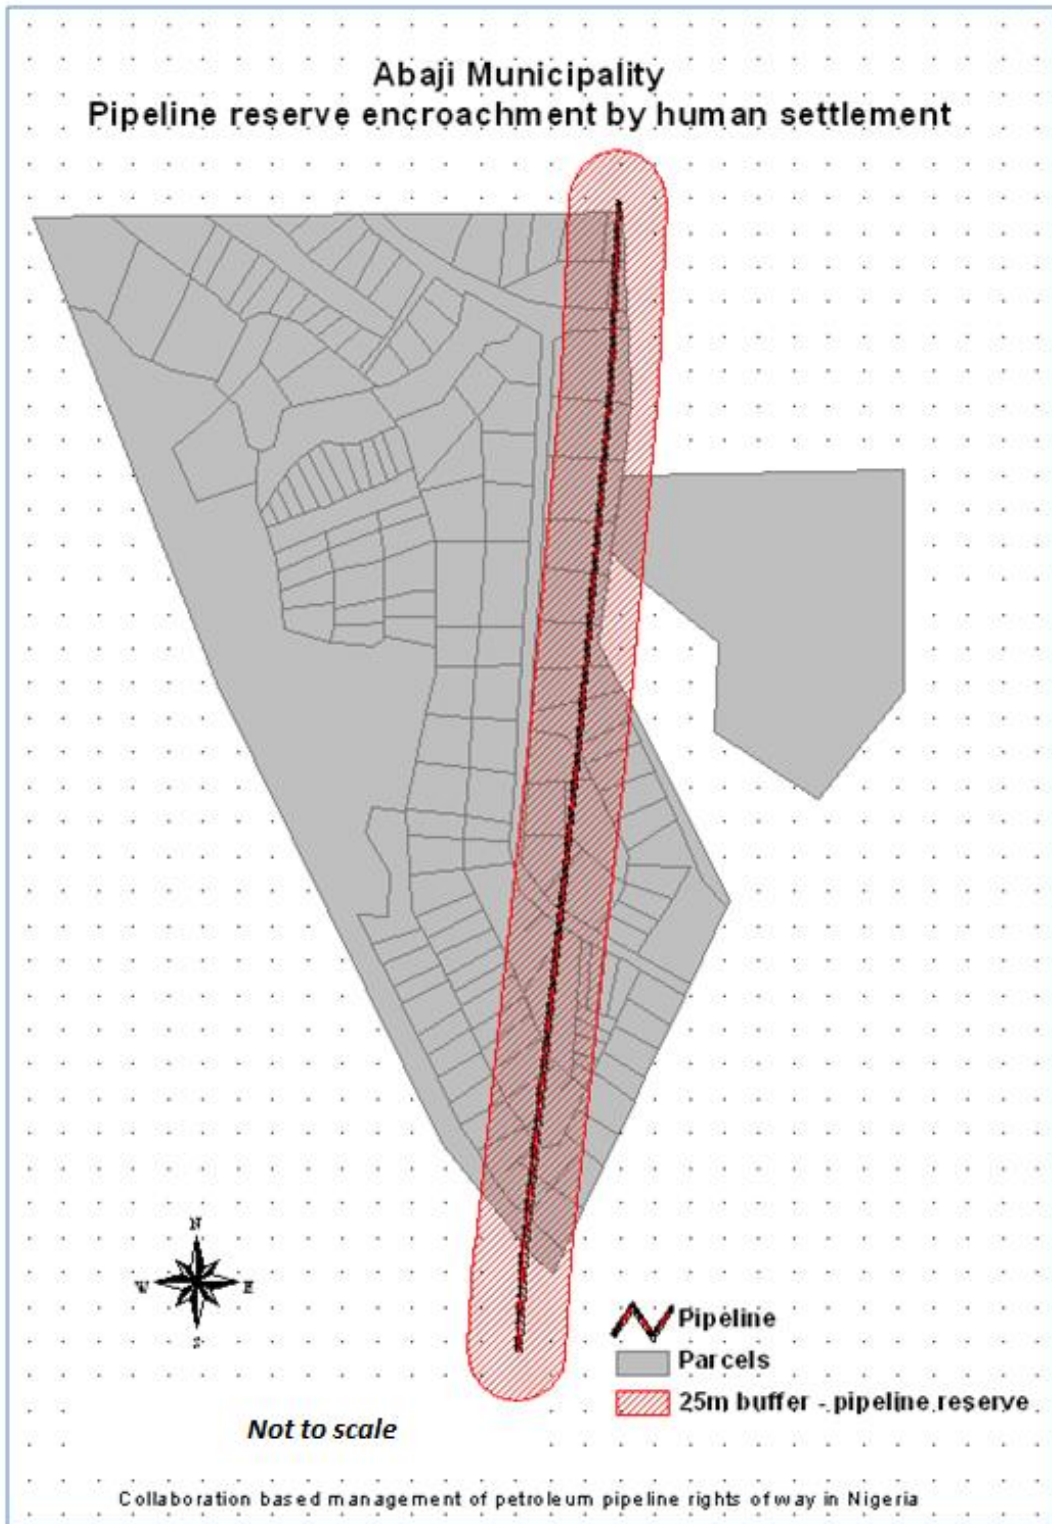 Abaji Municipality
Pipeline reserve encroachment by human settlement
N
W
E
S
Pipeline
Parcels
25m buffer - pipeline reserve
Not to scale
Collaboration based management of petroleum pipeline rights of way in Nigeria